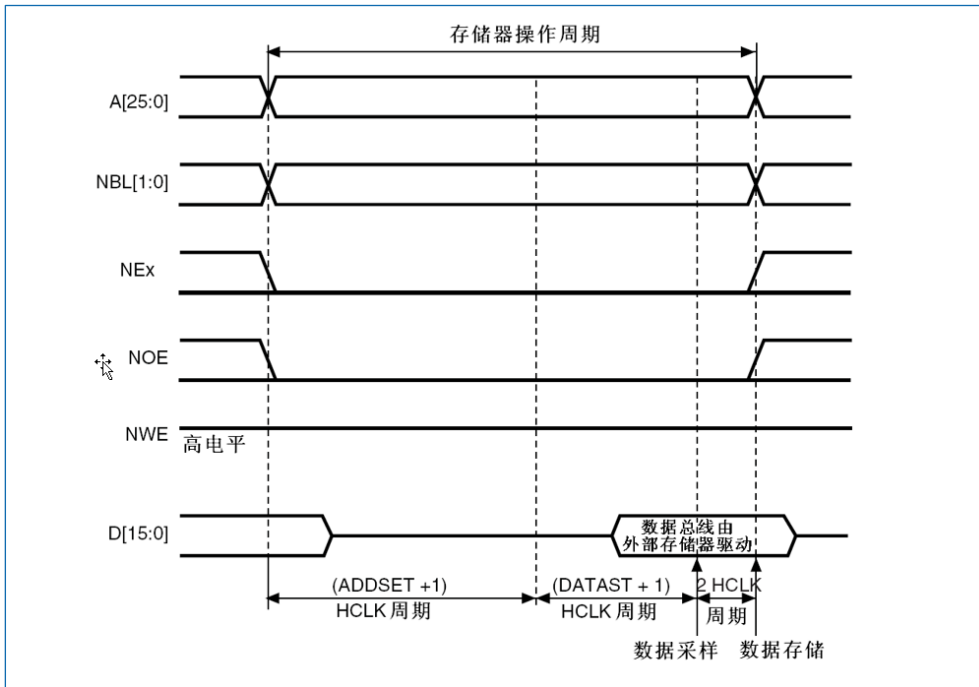 存储器操作周期
A[25:0]
NBL[1:0]
NEx
NOE
NWE
高电平
D[15:0]
数据总线由
外部存储器驱动
(ADDSET +1)
HCLK 周期
(DATAST + 1)
HCLK 周期
2 HCLK
周期
数据采样
数据存储